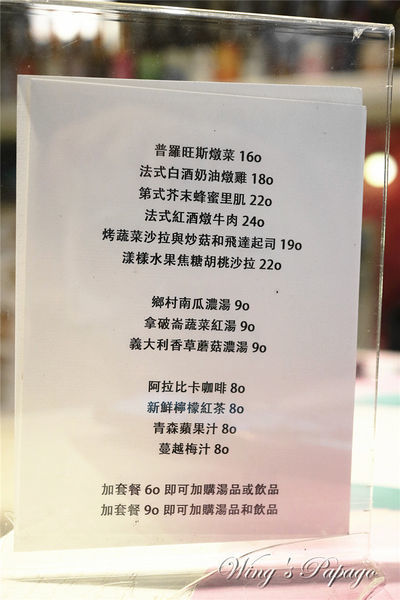 普羅旺斯燉菜 160
法式白酒奶油燉雞 180
第式芥末蜂蜜里肌 220
法式紅酒燉牛肉 240
烤蔬菜沙拉與炒菇和飛達起司 190
漾樣水果焦糖胡桃沙拉 220
鄉村南瓜濃湯 90
拿破崙蔬菜紅湯 90
義大利香草蘑菇濃湯 90
阿拉比卡咖啡 80
新鮮檸檬紅茶 80
青森蘋果汁 80
蔓越梅汁 80
加套餐 60 即可加購湯品或飲品
加套餐 90 即可加購湯品和飲品
Wing's Papago